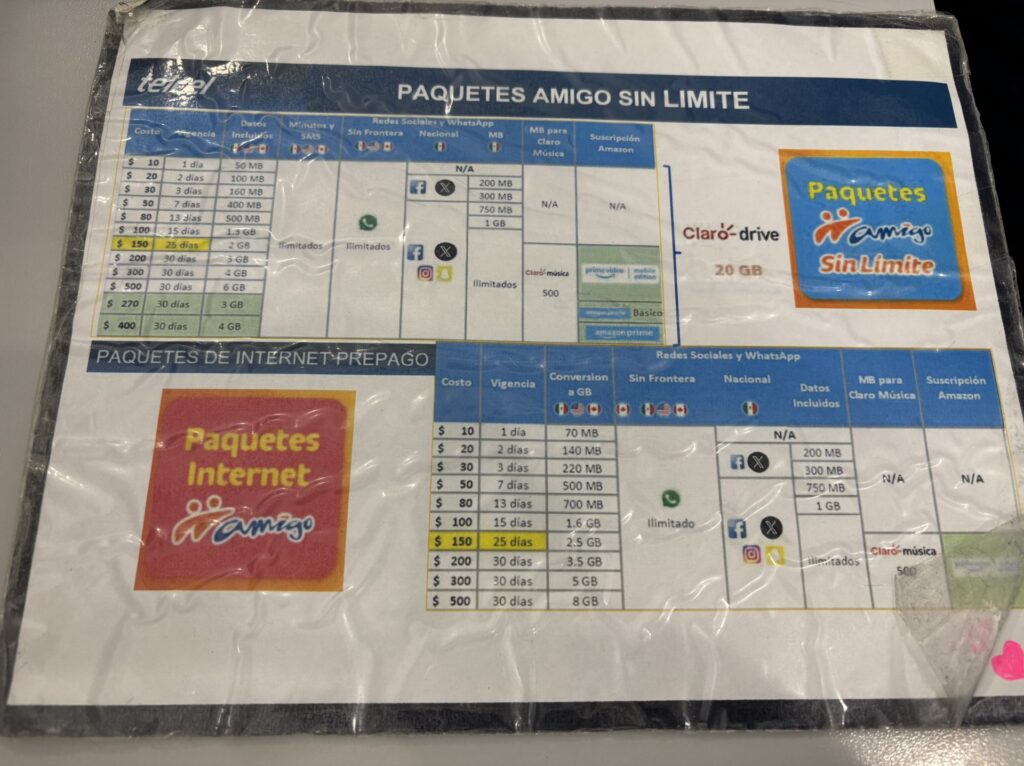 telcel
PAQUETES AMIGO SIN LIMITE
Costo Vigencia Datos Incluidos Minutos y SMS Redes Sociales y WhatsApp MB para Claro Música Suscripción Amazon
Sin Frontera Nacional MB
$ 10 1 día 50 MB N/A
$ 20 2 días 100 MB 200 MB
$ 30 3 días 160 MB 300 MB
$ 50 7 días 400 MB 750 MB N/A N/A
$ 80 13 días 500 MB 1 GB
$ 100 15 días 1.3 GB
$ 150 25 días 2 GB Ilimitados Ilimitados
$ 200 30 días 3 GB
$ 300 30 días 4 GB Claro música prime video mobile edition
$ 500 30 días 6 GB Ilimitados 500
$ 270 30 días 3 GB Básico
$ 400 30 días 4 GB amazon prime
Claro drive
20 GB
Paquetes
amigo
Sin Límite
PAQUETES DE INTERNET PREPAGO
Paquetes
Internet
amigo
Costo Vigencia Conversion a GB Redes Sociales y WhatsApp MB para Claro Música Suscripción Amazon
Sin Frontera Nacional Datos Incluidos
$ 10 1 día 70 MB N/A
$ 20 2 días 140 MB 200 MB
$ 30 3 días 220 MB 300 MB
$ 50 7 días 500 MB 750 MB N/A N/A
$ 80 13 días 700 MB 1 GB
$ 100 15 días 1.6 GB Ilimitado
$ 150 25 días 2.5 GB Claro música
$ 200 30 días 3.5 GB Ilimitados 500
$ 300 30 días 5 GB
$ 500 30 días 8 GB